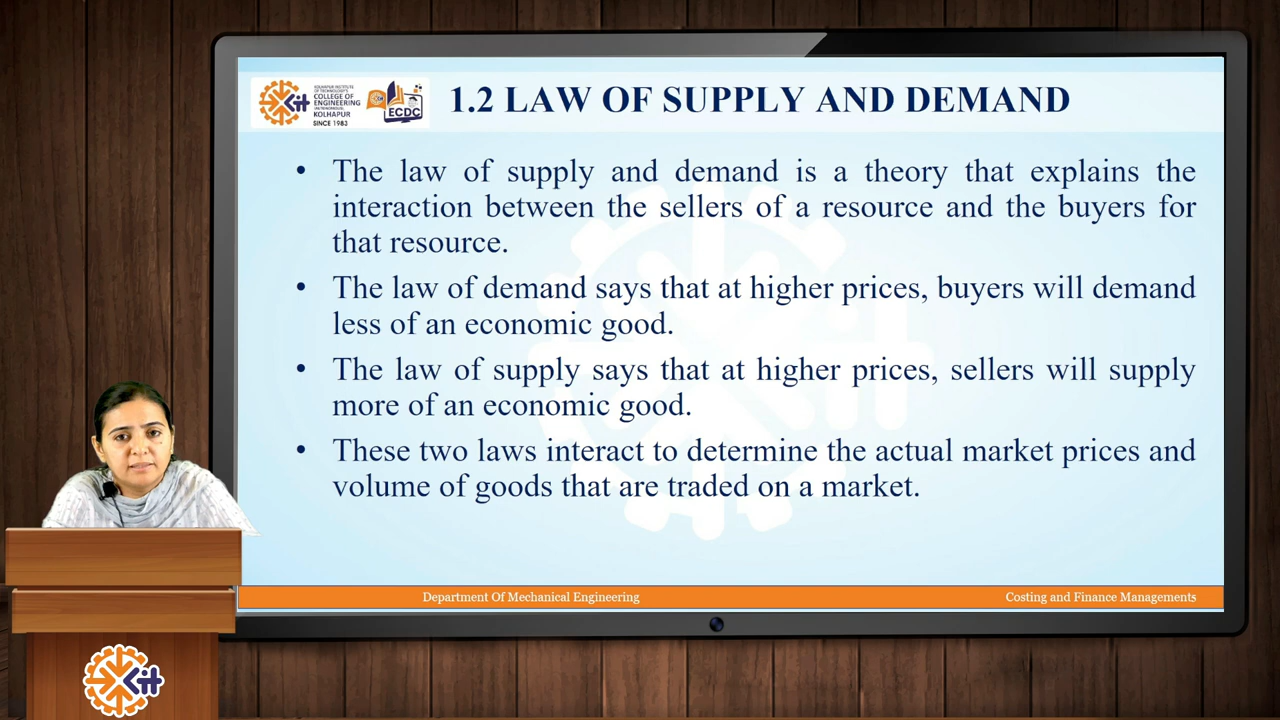 KOLHAPUR INSTITUTE
OF TECHNOLOGY'S
COLLEGE OF
ENGINEERING
KOLHAPUR
SINCE 1983
ECDC
1.2 LAW OF SUPPLY AND DEMAND
• The law of supply and demand is a theory that explains the
interaction between the sellers of a resource and the buyers for
that resource.
• The law of demand says that at higher prices, buyers will demand
less of an economic good.
• The law of supply says that at higher prices, sellers will supply
more of an economic good.
• These two laws interact to determine the actual market prices and
volume of goods that are traded on a market.
Department Of Mechanical Engineering
Costing and Finance Managements
Kit